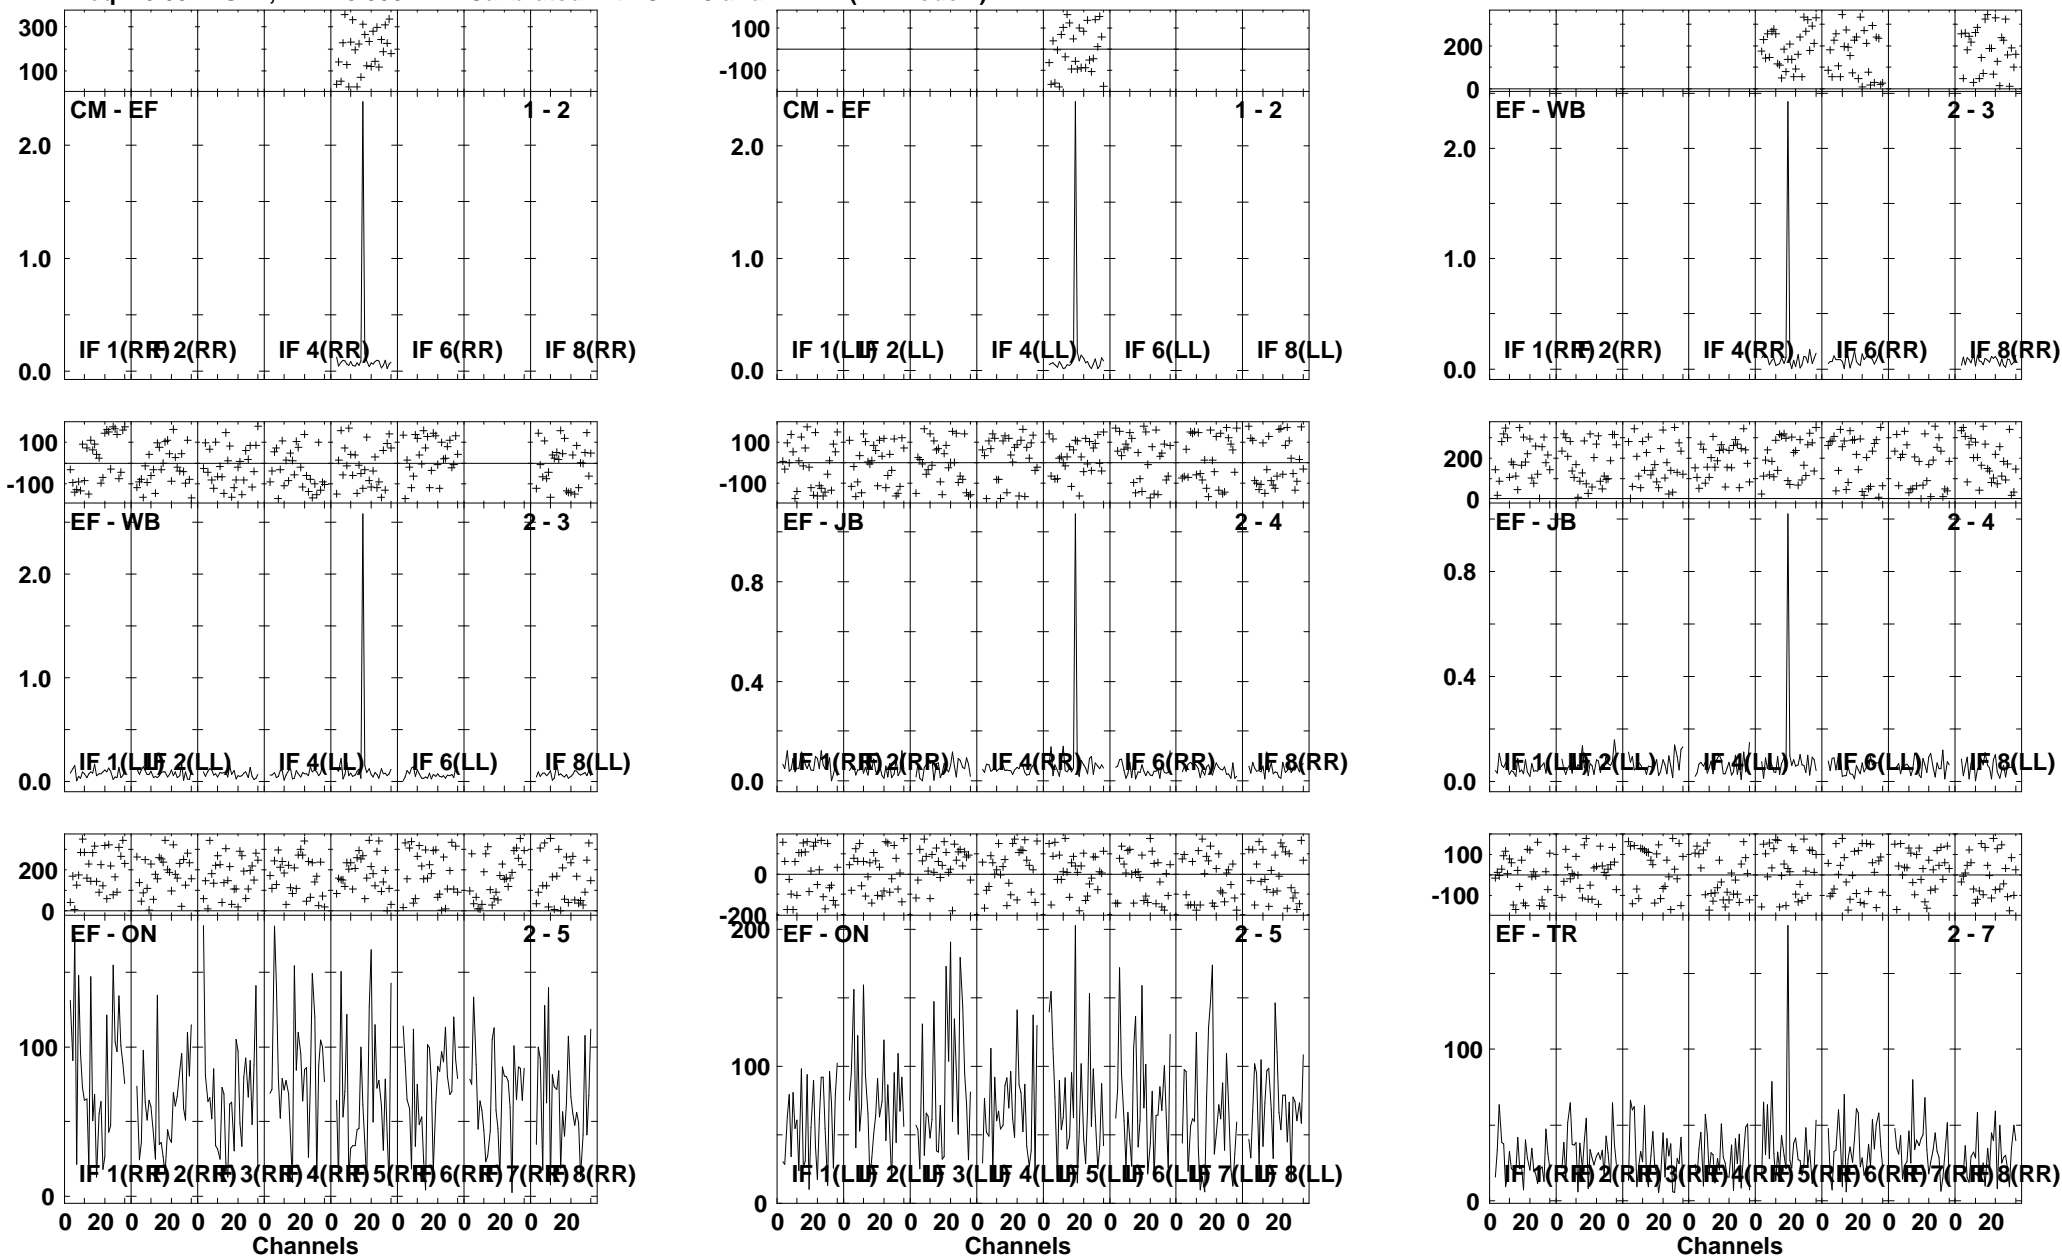 300
100
CM - EF 1 - 2
2.0
1.0
0.0
IF 1(RR) IF 2(RR) IF 4(RR) IF 6(RR) IF 8(RR)
100
-100
CM - EF 1 - 2
2.0
1.0
0.0
IF 1(LL) IF 2(LL) IF 4(LL) IF 6(LL) IF 8(LL)
200
0
EF - WB 2 - 3
2.0
1.0
0.0
IF 1(RR) IF 2(RR) IF 4(RR) IF 6(RR) IF 8(RR)
100
-100
EF - WB 2 - 3
2.0
1.0
0.0
IF 1(LL) IF 2(LL) IF 4(LL) IF 6(LL) IF 8(LL)
100
-100
EF - JB 2 - 4
0.8
0.4
0.0
IF 1(RR) IF 2(RR) IF 4(RR) IF 6(RR) IF 8(RR)
200
0
EF - JB 2 - 4
0.8
0.4
0.0
IF 1(LL) IF 2(LL) IF 4(LL) IF 6(LL) IF 8(LL)
200
0
EF - ON 2 - 5
100
0
IF 1(RR) IF 2(RR) IF 3(RR) IF 4(RR) IF 5(RR) IF 6(RR) IF 7(RR) IF 8(RR)
0 20 0 20 0 20 0 20 0 20 0 20 0 20 0 20
Channels
0
-200
200
EF - ON 2 - 5
100
0
IF 1(LL) IF 2(LL) IF 3(LL) IF 4(LL) IF 5(LL) IF 6(LL) IF 7(LL) IF 8(LL)
0 20 0 20 0 20 0 20 0 20 0 20 0 20 0 20
Channels
100
-100
EF - TR 2 - 7
100
0
IF 1(RR) IF 2(RR) IF 3(RR) IF 4(RR) IF 5(RR) IF 6(RR) IF 7(RR) IF 8(RR)
0 20 0 20 0 20 0 20 0 20 0 20 0 20 0 20
Channels